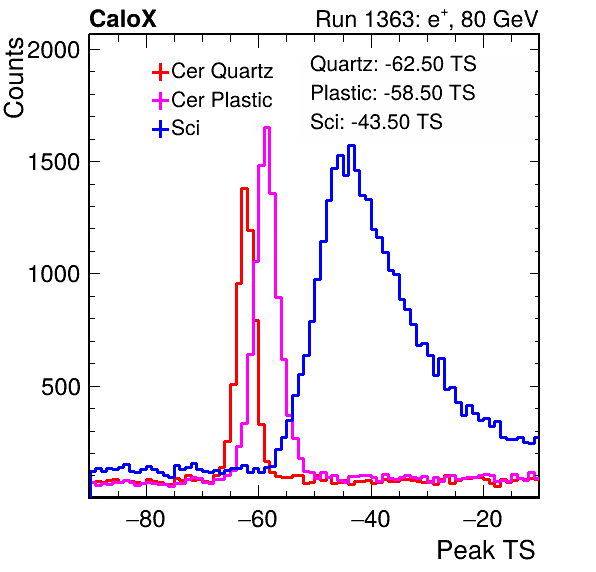 CaloX Run 1363: e⁺, 80 GeV
Counts
2000
1500
1000
500
Cer Quartz
Cer Plastic
Sci
Quartz: -62.50 TS
Plastic: -58.50 TS
Sci: -43.50 TS
−80 −60 −40 −20
Peak TS